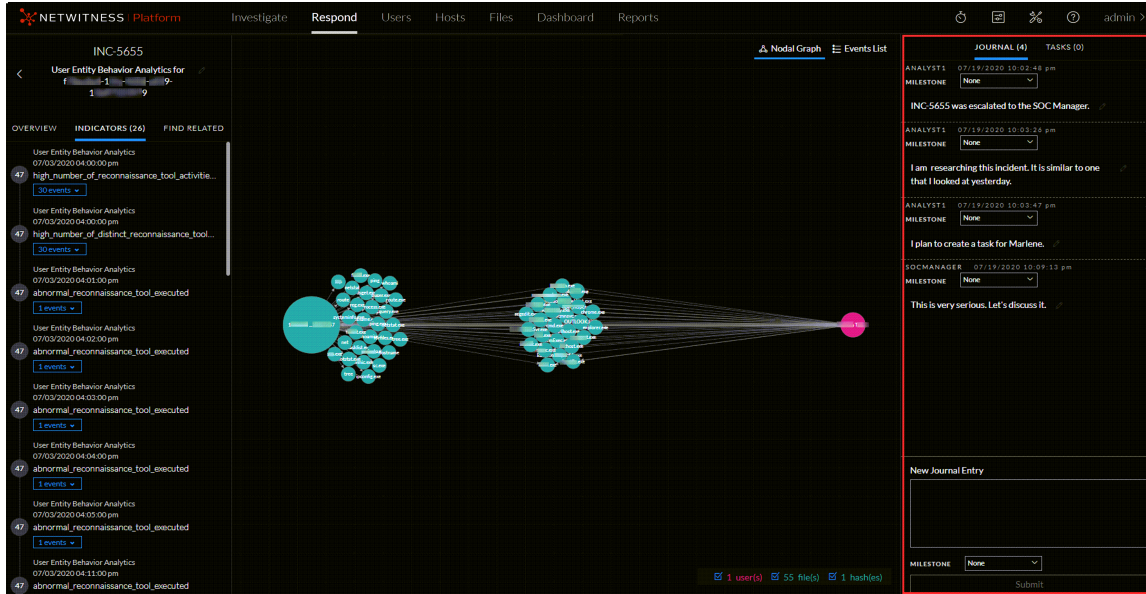 NETWITNESS Platform
Investigate Respond Users Hosts Files Dashboard Reports
admin >
INC-5655
User Entity Behavior Analytics for
OVERVIEW INDICATORS (26) FIND RELATED
User Entity Behavior Analytics
07/03/2020 04:00:00 pm
47 high_number_of_reconnaissance_tool_activitie...
30 events
User Entity Behavior Analytics
07/03/2020 04:00:00 pm
47 high_number_of_distinct_reconnaissance_tool...
30 events
User Entity Behavior Analytics
07/03/2020 04:01:00 pm
47 abnormal_reconnaissance_tool_executed
1 events
User Entity Behavior Analytics
07/03/2020 04:02:00 pm
47 abnormal_reconnaissance_tool_executed
1 events
User Entity Behavior Analytics
07/03/2020 04:03:00 pm
47 abnormal_reconnaissance_tool_executed
1 events
User Entity Behavior Analytics
07/03/2020 04:04:00 pm
47 abnormal_reconnaissance_tool_executed
1 events
User Entity Behavior Analytics
07/03/2020 04:05:00 pm
47 abnormal_reconnaissance_tool_executed
1 events
User Entity Behavior Analytics
07/03/2020 04:11:00 pm
47 abnormal_reconnaissance_tool_executed
Nodal Graph Events List
OUTLOOK
chrome.exe
explorer.exe
tree
net
route
1 user(s) 55 file(s) 1 hash(es)
JOURNAL (4) TASKS (0)
ANALYST1 07/19/2020 10:02:48 pm
MILESTONE None
INC-5655 was escalated to the SOC Manager.
ANALYST1 07/19/2020 10:03:26 pm
MILESTONE None
I am researching this incident. It is similar to one
that I looked at yesterday.
ANALYST1 07/19/2020 10:03:47 pm
MILESTONE None
I plan to create a task for Marlene.
SOCMANAGER 07/19/2020 10:09:13 pm
MILESTONE None
This is very serious. Let's discuss it.
New Journal Entry
MILESTONE None
Submit